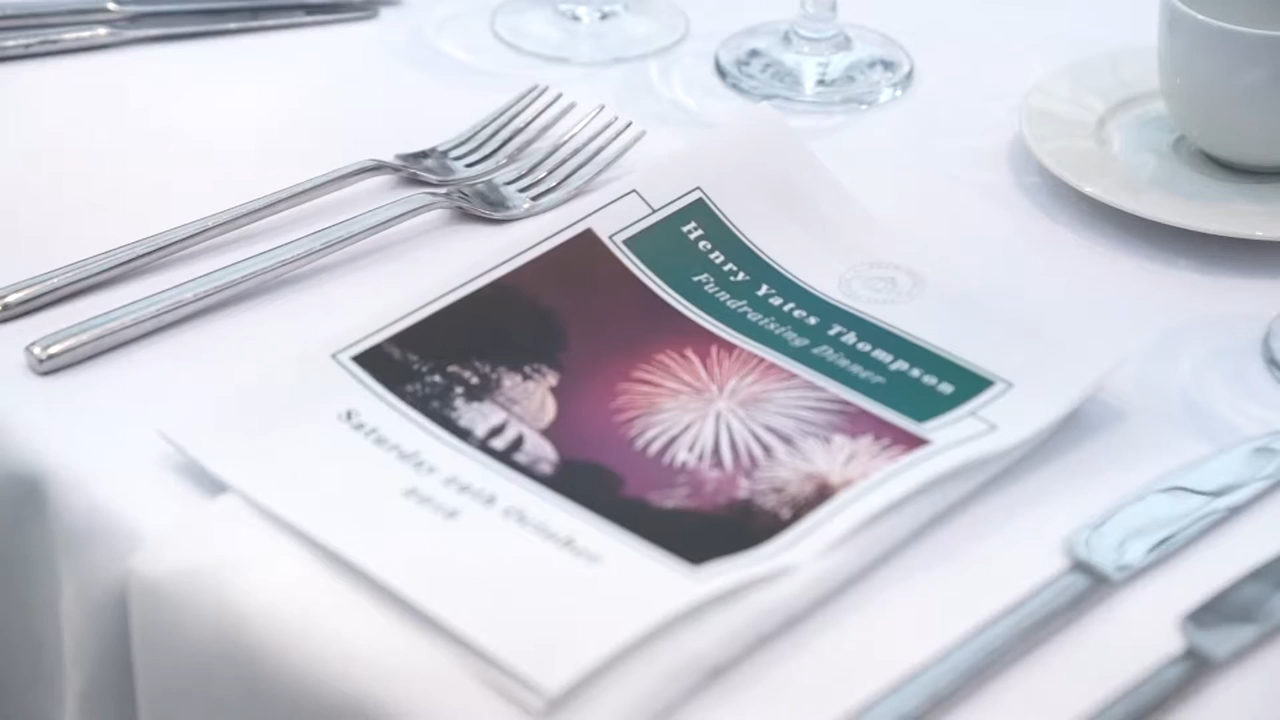 Henry Yates Thompson
Fundraising Dinner
Saturday October